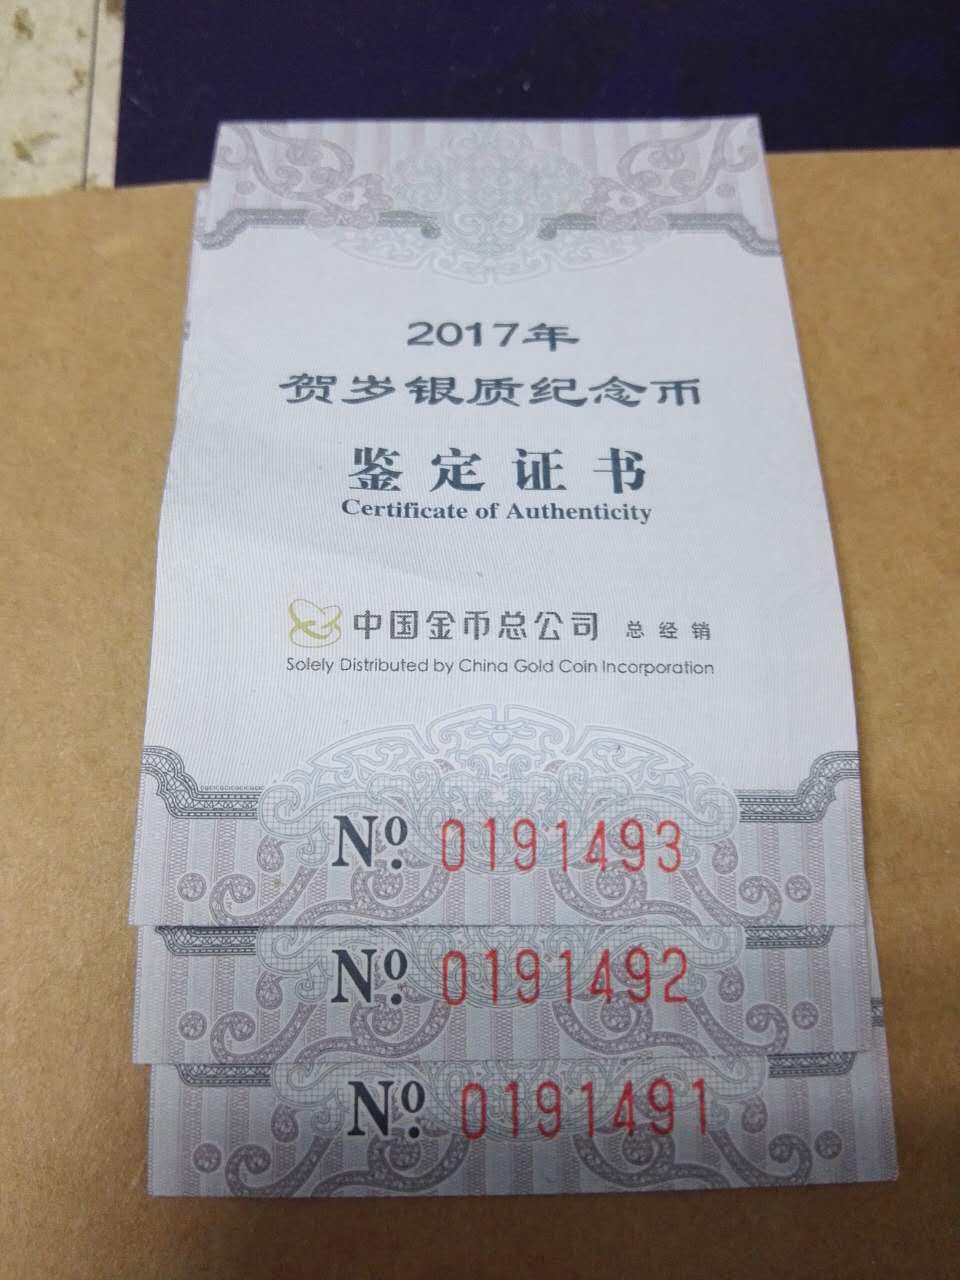 2017年
贺岁银质纪念币
鉴定证书
Certificate of Authenticity
中国金币总公司 总经销
Solely Distributed by China Gold Coin Incorporation
№ 0191493
№ 0191492
№ 0191491